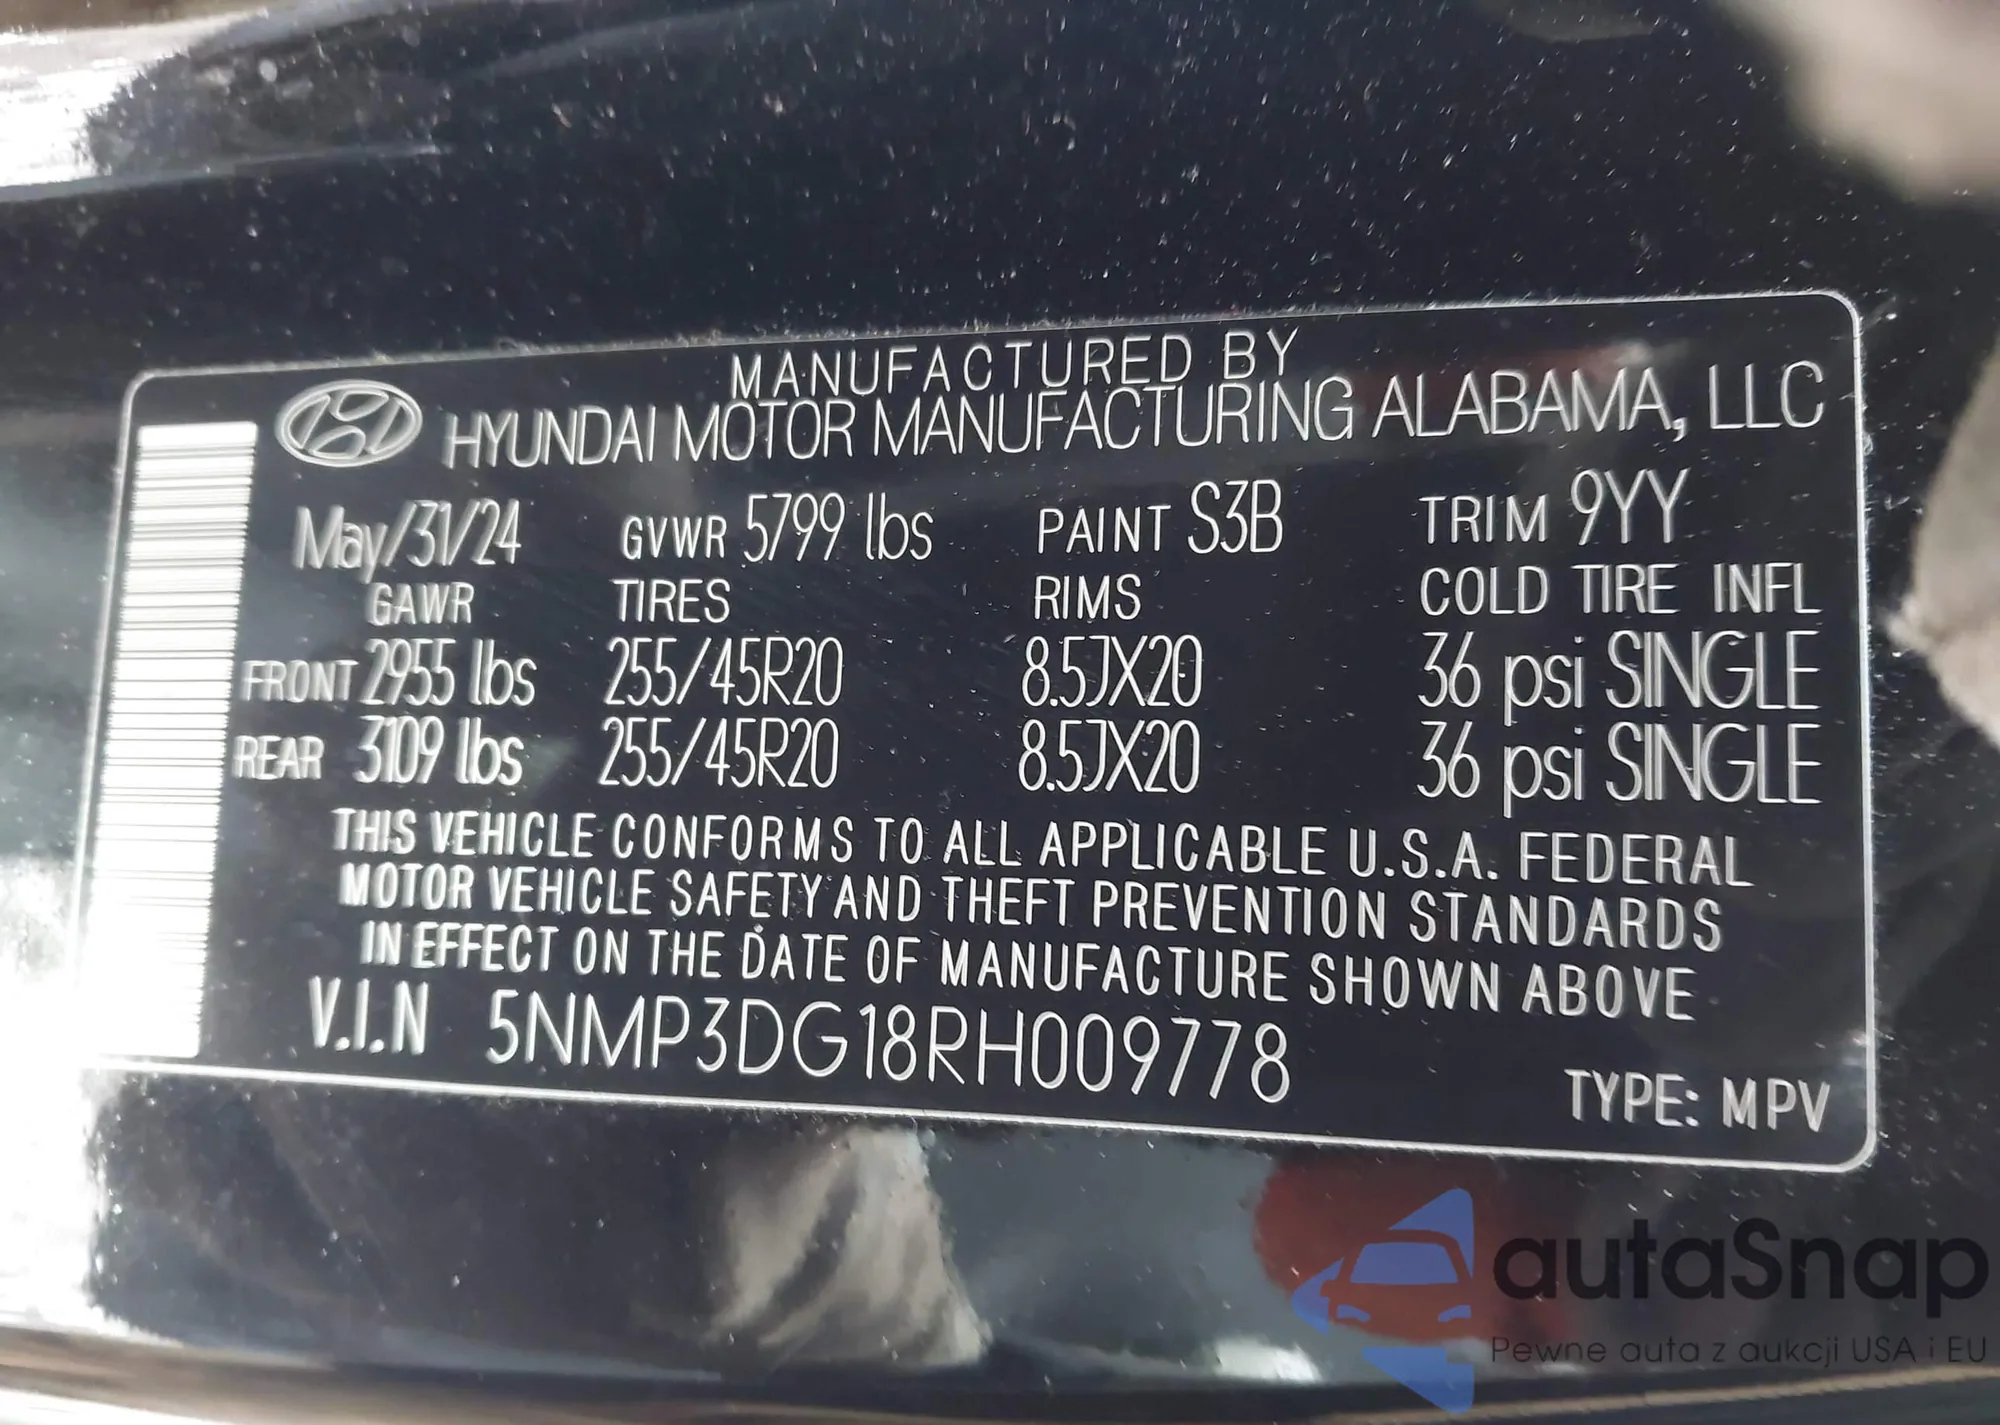 MANUFACTURED BY
HYUNDAI MOTOR MANUFACTURING ALABAMA, LLC
May/31/24 GVWR 5799 lbs PAINT S3B TRIM 9YY
GAWR TIRES RIMS COLD TIRE INFL
FRONT 2955 lbs 255/45R20 8.5JX20 36 psi SINGLE
REAR 3109 lbs 255/45R20 8.5JX20 36 psi SINGLE
THIS VEHICLE CONFORMS TO ALL APPLICABLE U.S.A. FEDERAL
MOTOR VEHICLE SAFETY AND THEFT PREVENTION STANDARDS
IN EFFECT ON THE DATE OF MANUFACTURE SHOWN ABOVE
V.I.N 5NMP3DG18RH009778
TYPE: MPV
autaSnap
Pewne auta z aukcji USA i EU